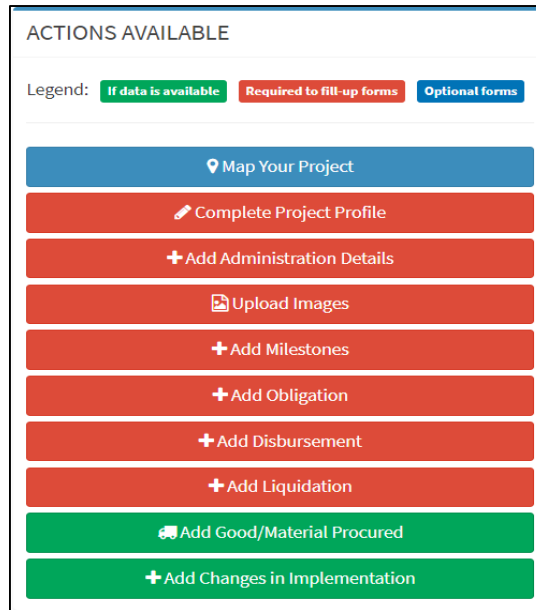 ACTIONS AVAILABLE
Legend: If data is available Required to fill-up forms Optional forms
Map Your Project
Complete Project Profile
Add Administration Details
Upload Images
Add Milestones
Add Obligation
Add Disbursement
Add Liquidation
Add Good/Material Procured
Add Changes in Implementation